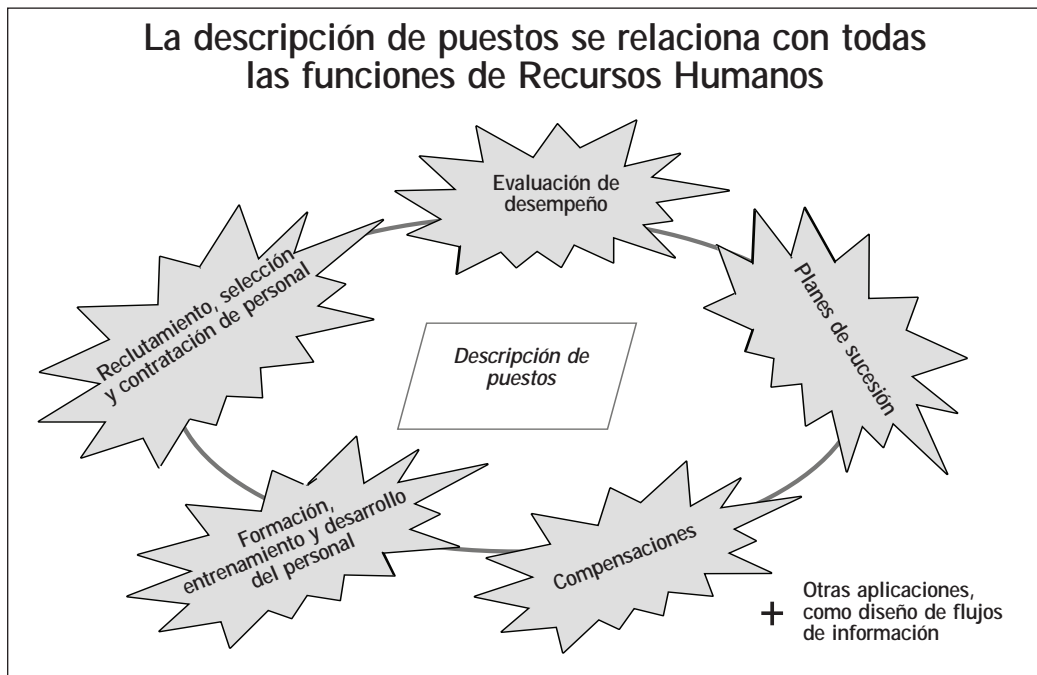 La descripción de puestos se relaciona con todas
las funciones de Recursos Humanos
Evaluación de
desempeño
Reclutamiento, selección
y contratación de personal
Planes de sucesión
Descripción de
puestos
Formación,
entrenamiento y desarrollo
del personal
Compensaciones
+
Otras aplicaciones,
como diseño de flujos
de información